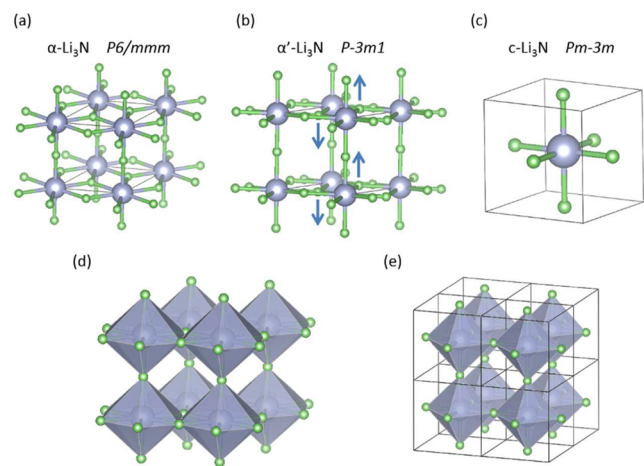 (a)
α-Li₃N P6/mmm
(b)
α’-Li₃N P-3m1
(c)
c-Li₃N Pm-3m
(d)
(e)